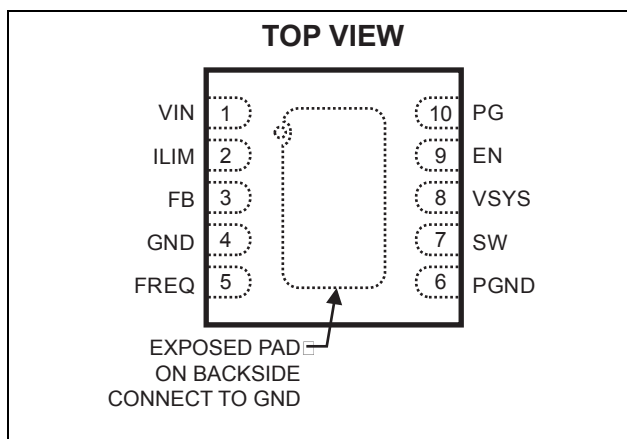 TOP VIEW
VIN 1 10 PG
ILIM 2 9 EN
FB 3 8 VSYS
GND 4 7 SW
FREQ 5 6 PGND
EXPOSED PAD
ON BACKSIDE
CONNECT TO GND